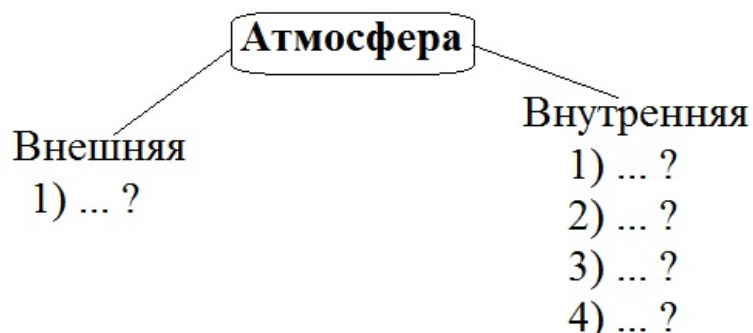 Атмосфера
Внешняя
1) ... ?
Внутренняя
1) ... ?
2) ... ?
3) ... ?
4) ... ?